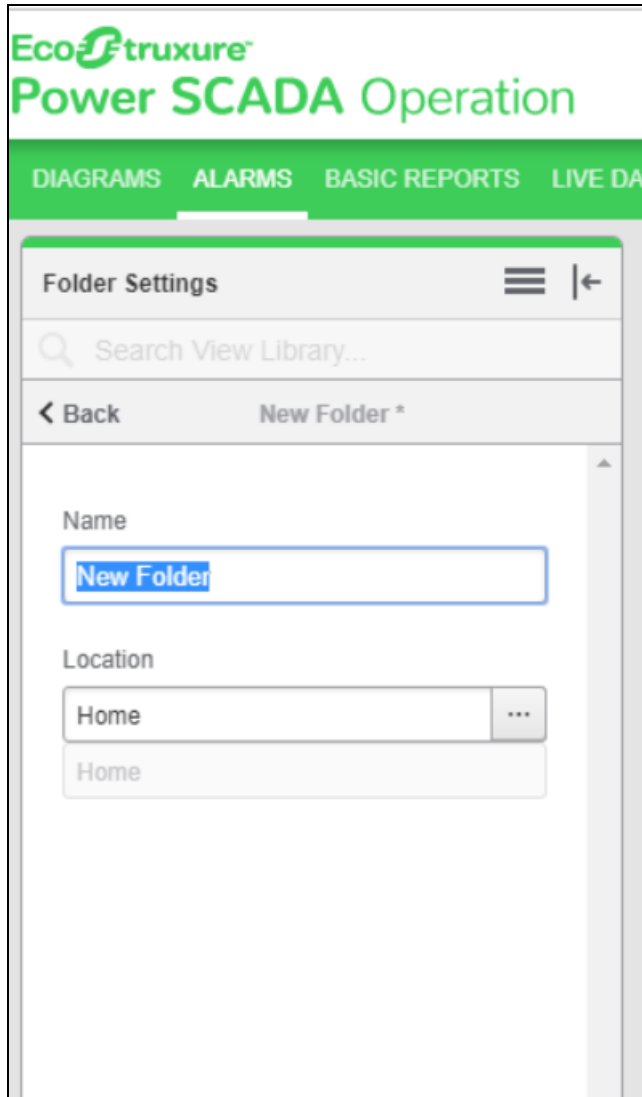 EcoStruxure™
Power SCADA Operation
DIAGRAMS ALARMS BASIC REPORTS LIVE DA
Folder Settings
Search View Library...
Back New Folder *
Name
New Folder
Location
Home ...
Home